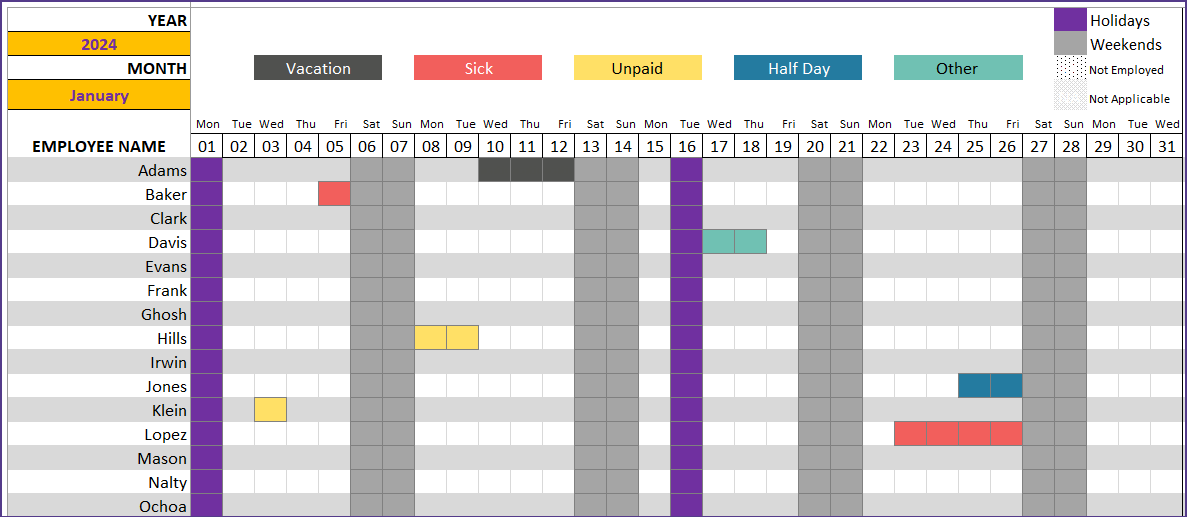 YEAR
Holidays
2024
Weekends
MONTH
Vacation Sick Unpaid Half Day Other
Not Employed
January
Not Applicable
Mon Tue Wed Thu Fri Sat Sun Mon Tue Wed Thu Fri Sat Sun Mon Tue Wed Thu Fri Sat Sun Mon Tue Wed Thu Fri Sat Sun Mon Tue Wed
EMPLOYEE NAME 01 02 03 04 05 06 07 08 09 10 11 12 13 14 15 16 17 18 19 20 21 22 23 24 25 26 27 28 29 30 31
Adams
Baker
Clark
Davis
Evans
Frank
Ghosh
Hills
Irwin
Jones
Klein
Lopez
Mason
Nalty
Ochoa